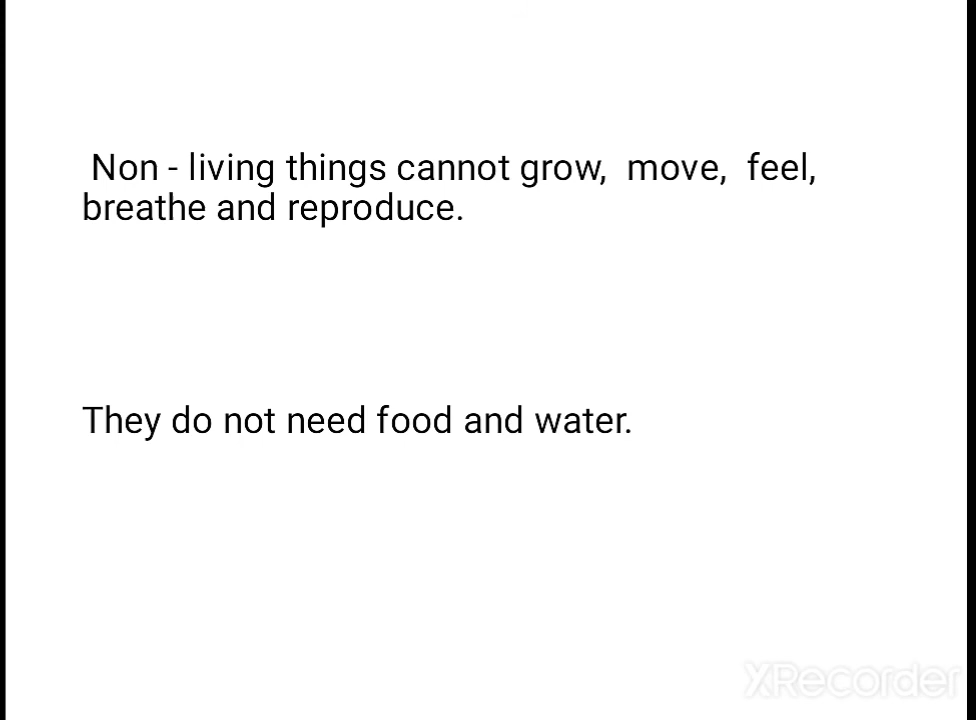 Non - living things cannot grow, move, feel,
breathe and reproduce.
They do not need food and water.
XRecorder